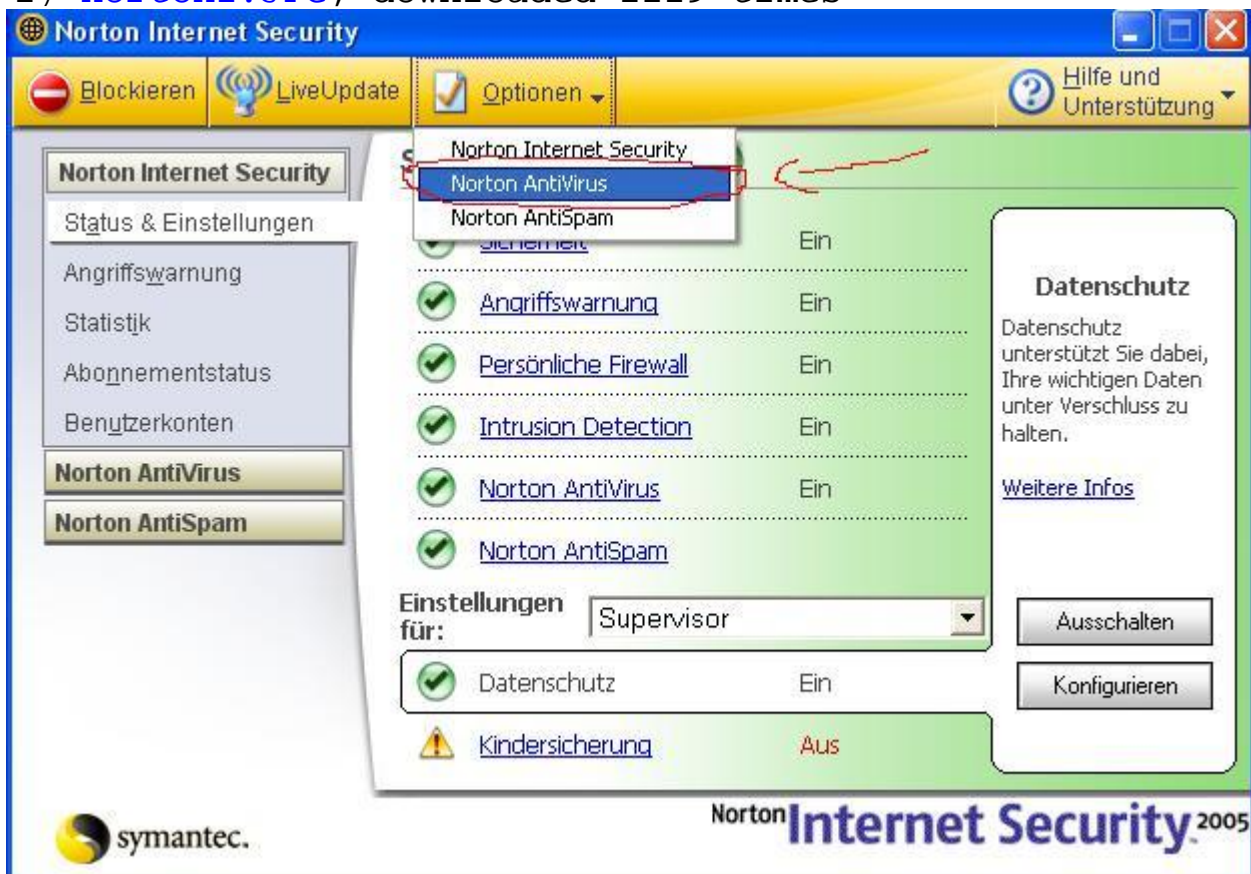 Norton Internet Security
Blockieren
LiveUpdate
Optionen
Hilfe und
Unterstützung
Norton Internet Security
Norton AntiVirus
Norton AntiSpam
Norton Internet Security
Status & Einstellungen
Angriffswarnung
Statistik
Abonnementstatus
Benutzerkonten
Norton AntiVirus
Norton AntiSpam
Sicherheit Ein
Angriffswarnung Ein
Persönliche Firewall Ein
Intrusion Detection Ein
Norton AntiVirus Ein
Norton AntiSpam
Einstellungen
für:
Supervisor
Datenschutz Ein
Kindersicherung Aus
Datenschutz
Datenschutz
unterstützt Sie dabei,
Ihre wichtigen Daten
unter Verschluss zu
halten.
Weitere Infos
Ausschalten
Konfigurieren
symantec.
Norton Internet Security 2005